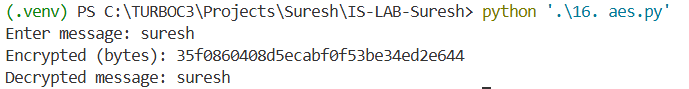 (.venv) PS C:\TURBOC3\Projects\Suresh\IS-LAB-Suresh> python '.\16. aes.py'
Enter message: suresh
Encrypted (bytes): 35f0860408d5ecabf0f53be34ed2e644
Decrypted message: suresh